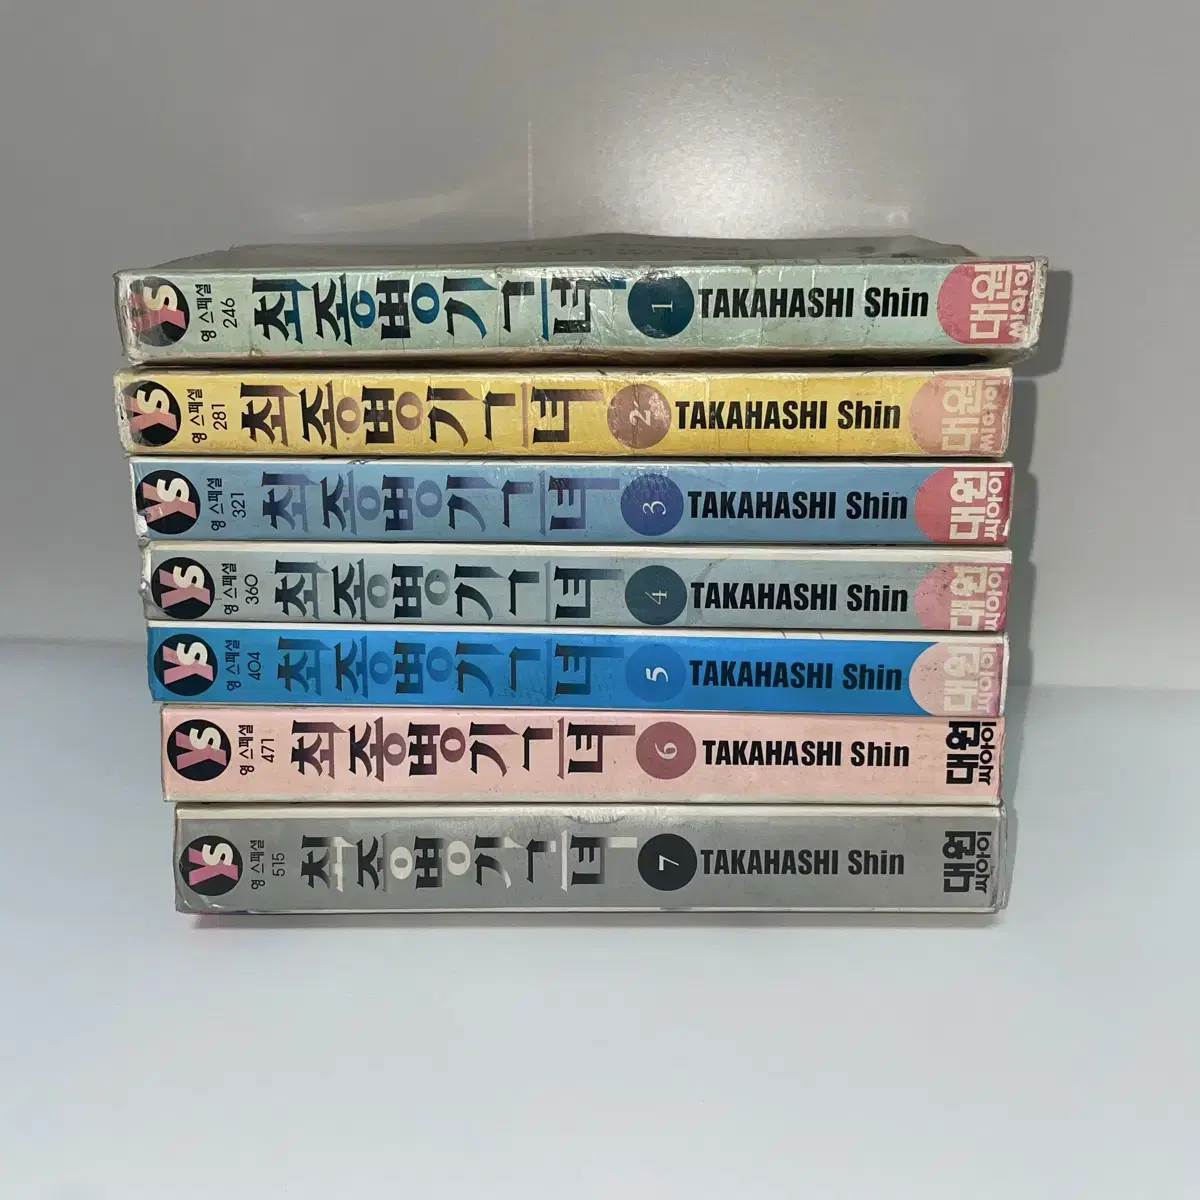 YS 영 스페셜 246 최종병기그녀 1 TAKAHASHI Shin 대원씨아이
YS 영 스페셜 281 최종병기그녀 2 TAKAHASHI Shin 대원씨아이
YS 영 스페셜 321 최종병기그녀 3 TAKAHASHI Shin 대원씨아이
YS 영 스페셜 360 최종병기그녀 4 TAKAHASHI Shin 대원씨아이
YS 영 스페셜 404 최종병기그녀 5 TAKAHASHI Shin 대원씨아이
YS 영 스페셜 471 최종병기그녀 6 TAKAHASHI Shin 대원씨아이
YS 영 스페셜 515 최종병기그녀 7 TAKAHASHI Shin 대원씨아이